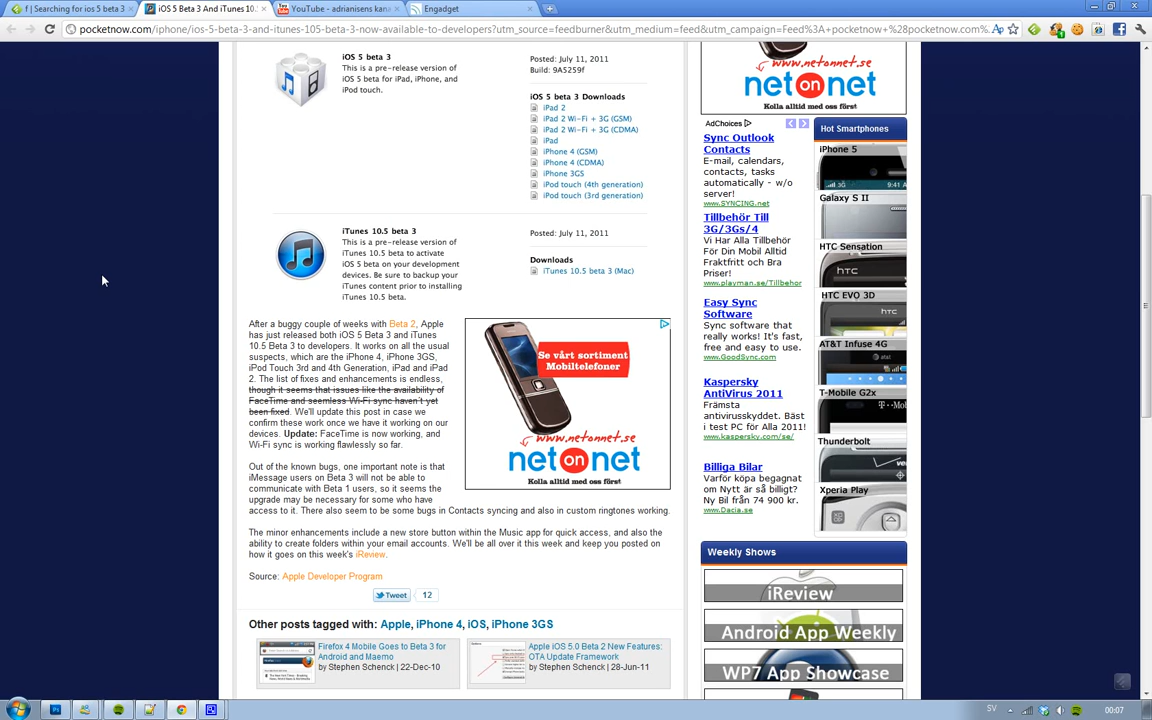 f | Searching for ios 5 beta 3
iOS 5 Beta 3 And iTunes 10.
YouTube - adrianisens kana
Engadget
pocketnow.com/iphone/ios-5-beta-3-and-itunes-105-beta-3-now-available-to-developers?utm_source=feedburner&utm_medium=feed&utm_campaign=Feed%3A+pocketnow+%28pocketnow.com%...
iOS 5 beta 3
This is a pre-release version of
iOS 5 beta for iPad, iPhone, and
iPod touch.
Posted: July 11, 2011
Build: 9A5259f
iOS 5 beta 3 Downloads
iPad 2
iPad 2 Wi-Fi + 3G (GSM)
iPad 2 Wi-Fi + 3G (CDMA)
iPad
iPhone 4 (GSM)
iPhone 4 (CDMA)
iPhone 3GS
iPod touch (4th generation)
iPod touch (3rd generation)
iTunes 10.5 beta 3
This is a pre-release version of
iTunes 10.5 beta to activate
iOS 5 beta on your development
devices. Be sure to backup your
iTunes content prior to installing
iTunes 10.5 beta.
Posted: July 11, 2011
Downloads
iTunes 10.5 beta 3 (Mac)
After a buggy couple of weeks with Beta 2, Apple
has just released both iOS 5 Beta 3 and iTunes
10.5 Beta 3 to developers. It works on all the usual
suspects, which are the iPhone 4, iPhone 3GS,
iPod Touch 3rd and 4th Generation, iPad and iPad
2. The list of fixes and enhancements is endless,
though it seems that issues like the availability of
FaceTime and seemless Wi-Fi sync haven't yet
been fixed. We'll update this post in case we
confirm these work once we have it working on our
devices. Update: FaceTime is now working, and
Wi-Fi sync is working flawlessly so far.
Se vårt sortiment
Mobiltelefoner
www.netonnet.se
net on net
Kolla alltid med oss först!
Out of the known bugs, one important note is that
iMessage users on Beta 3 will not be able to
communicate with Beta 1 users, so it seems the
upgrade may be necessary for some who have
access to it. There also seem to be some bugs in Contacts syncing and also in custom ringtones working.
The minor enhancements include a new store button within the Music app for quick access, and also the
ability to create folders within your email accounts. We'll be all over it this week and keep you posted on
how it goes on this week's iReview.
Source: Apple Developer Program
Tweet
12
Other posts tagged with: Apple, iPhone 4, iOS, iPhone 3GS
Firefox 4 Mobile Goes to Beta 3 for
Android and Maemo
by Stephen Schenck | 22-Dec-10
Apple iOS 5.0 Beta 2 New Features:
OTA Update Framework
by Stephen Schenck | 28-Jun-11
www.netonnet.se
net on net
Kolla alltid med oss först!
AdChoices
Sync Outlook
Contacts
E-mail, calendars,
contacts, tasks
automatically - w/o
server!
www.SYNCING.net
Tillbehör Till
3G/3Gs/4
Vi Har Alla Tillbehör
För Din Mobil Alltid
Fraktfritt och Bra
Priser!
www.playman.se/Tillbehor
Easy Sync
Software
Sync software that
really works! It's fast,
free and easy to use.
www.GoodSync.com
Kaspersky
AntiVirus 2011
Främsta
antivirusskyddet. Bäst
i test PC för Alla 2011!
www.kaspersky.com/se/
Billiga Bilar
Varför köpa begagnat
om Nytt är så billigt?
Ny Bil från 74 900 kr.
www.Dacia.se
Hot Smartphones
iPhone 5
9:41
Galaxy S II
HTC Sensation
htc
HTC EVO 3D
htc
AT&T Infuse 4G
at&t
T-Mobile G2x
Thunderbolt
Xperia Play
Weekly Shows
iReview
Android App Weekly
WP7 App Showcase
SV
00:07